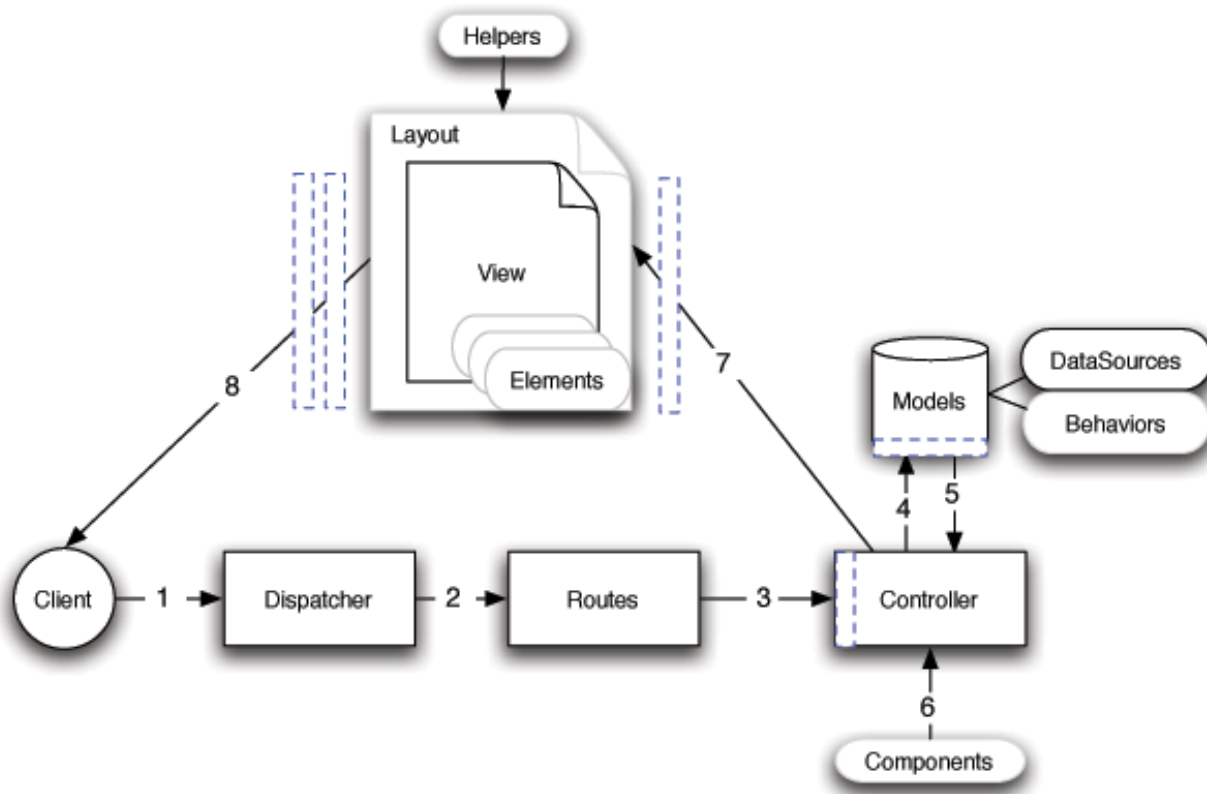 Helpers
Layout
View
Elements
8
7
Models
DataSources
Behaviors
4
5
Client
1
Dispatcher
2
Routes
3
Controller
6
Components